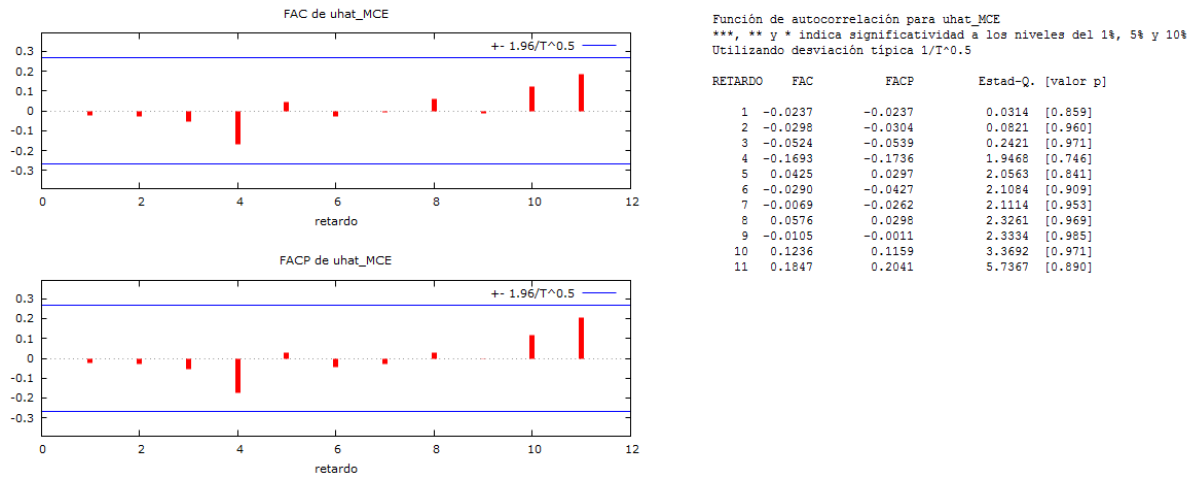 FAC de uhat_MCE
+- 1.96/T^0.5
0.3
0.2
0.1
0
-0.1
-0.2
-0.3
0 2 4 6 8 10 12
retardo
FACP de uhat_MCE
+- 1.96/T^0.5
0.3
0.2
0.1
0
-0.1
-0.2
-0.3
0 2 4 6 8 10 12
retardo
Función de autocorrelación para uhat_MCE
***, ** y * indica significatividad a los niveles del 1%, 5% y 10%
Utilizando desviación típica 1/T^0.5
RETARDO FAC FACP Estad-Q. [valor p]
1 -0.0237 -0.0237 0.0314 [0.859]
2 -0.0298 -0.0304 0.0821 [0.960]
3 -0.0524 -0.0539 0.2421 [0.971]
4 -0.1693 -0.1736 1.9468 [0.746]
5 0.0425 0.0297 2.0563 [0.841]
6 -0.0290 -0.0427 2.1084 [0.909]
7 -0.0069 -0.0262 2.1114 [0.953]
8 0.0576 0.0298 2.3261 [0.969]
9 -0.0105 -0.0011 2.3334 [0.985]
10 0.1236 0.1159 3.3692 [0.971]
11 0.1847 0.2041 5.7367 [0.890]